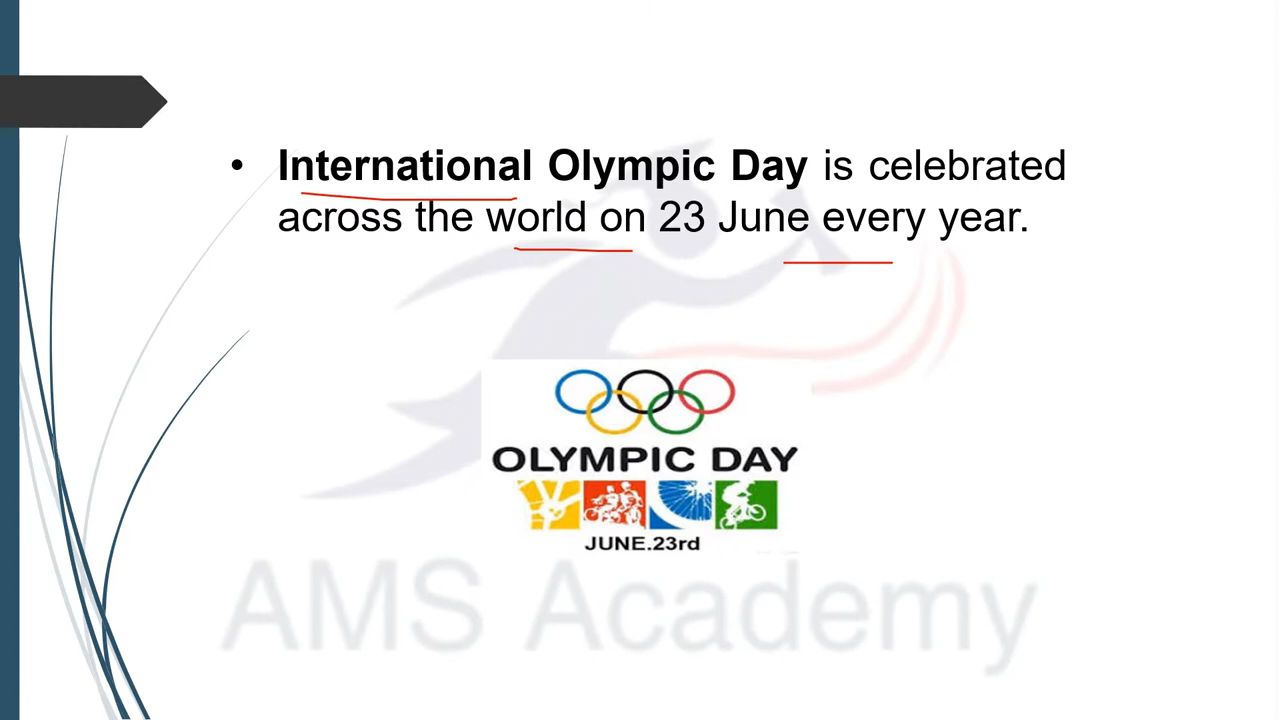 • International Olympic Day is celebrated
across the world on 23 June every year.
OLYMPIC DAY
JUNE.23rd
AMS Academy